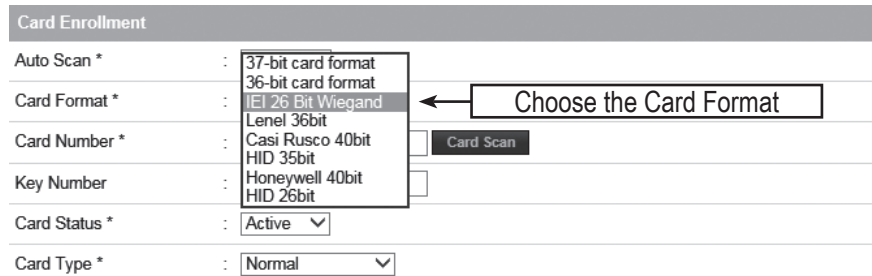 Card Enrollment
Auto Scan * :
37-bit card format
36-bit card format
Card Format * : IEI 26 Bit Wiegand Choose the Card Format
Lenel 36bit
Card Number * : Casi Rusco 40bit Card Scan
HID 35bit
Key Number : Honeywell 40bit
HID 26bit
Card Status * : Active
Card Type * : Normal